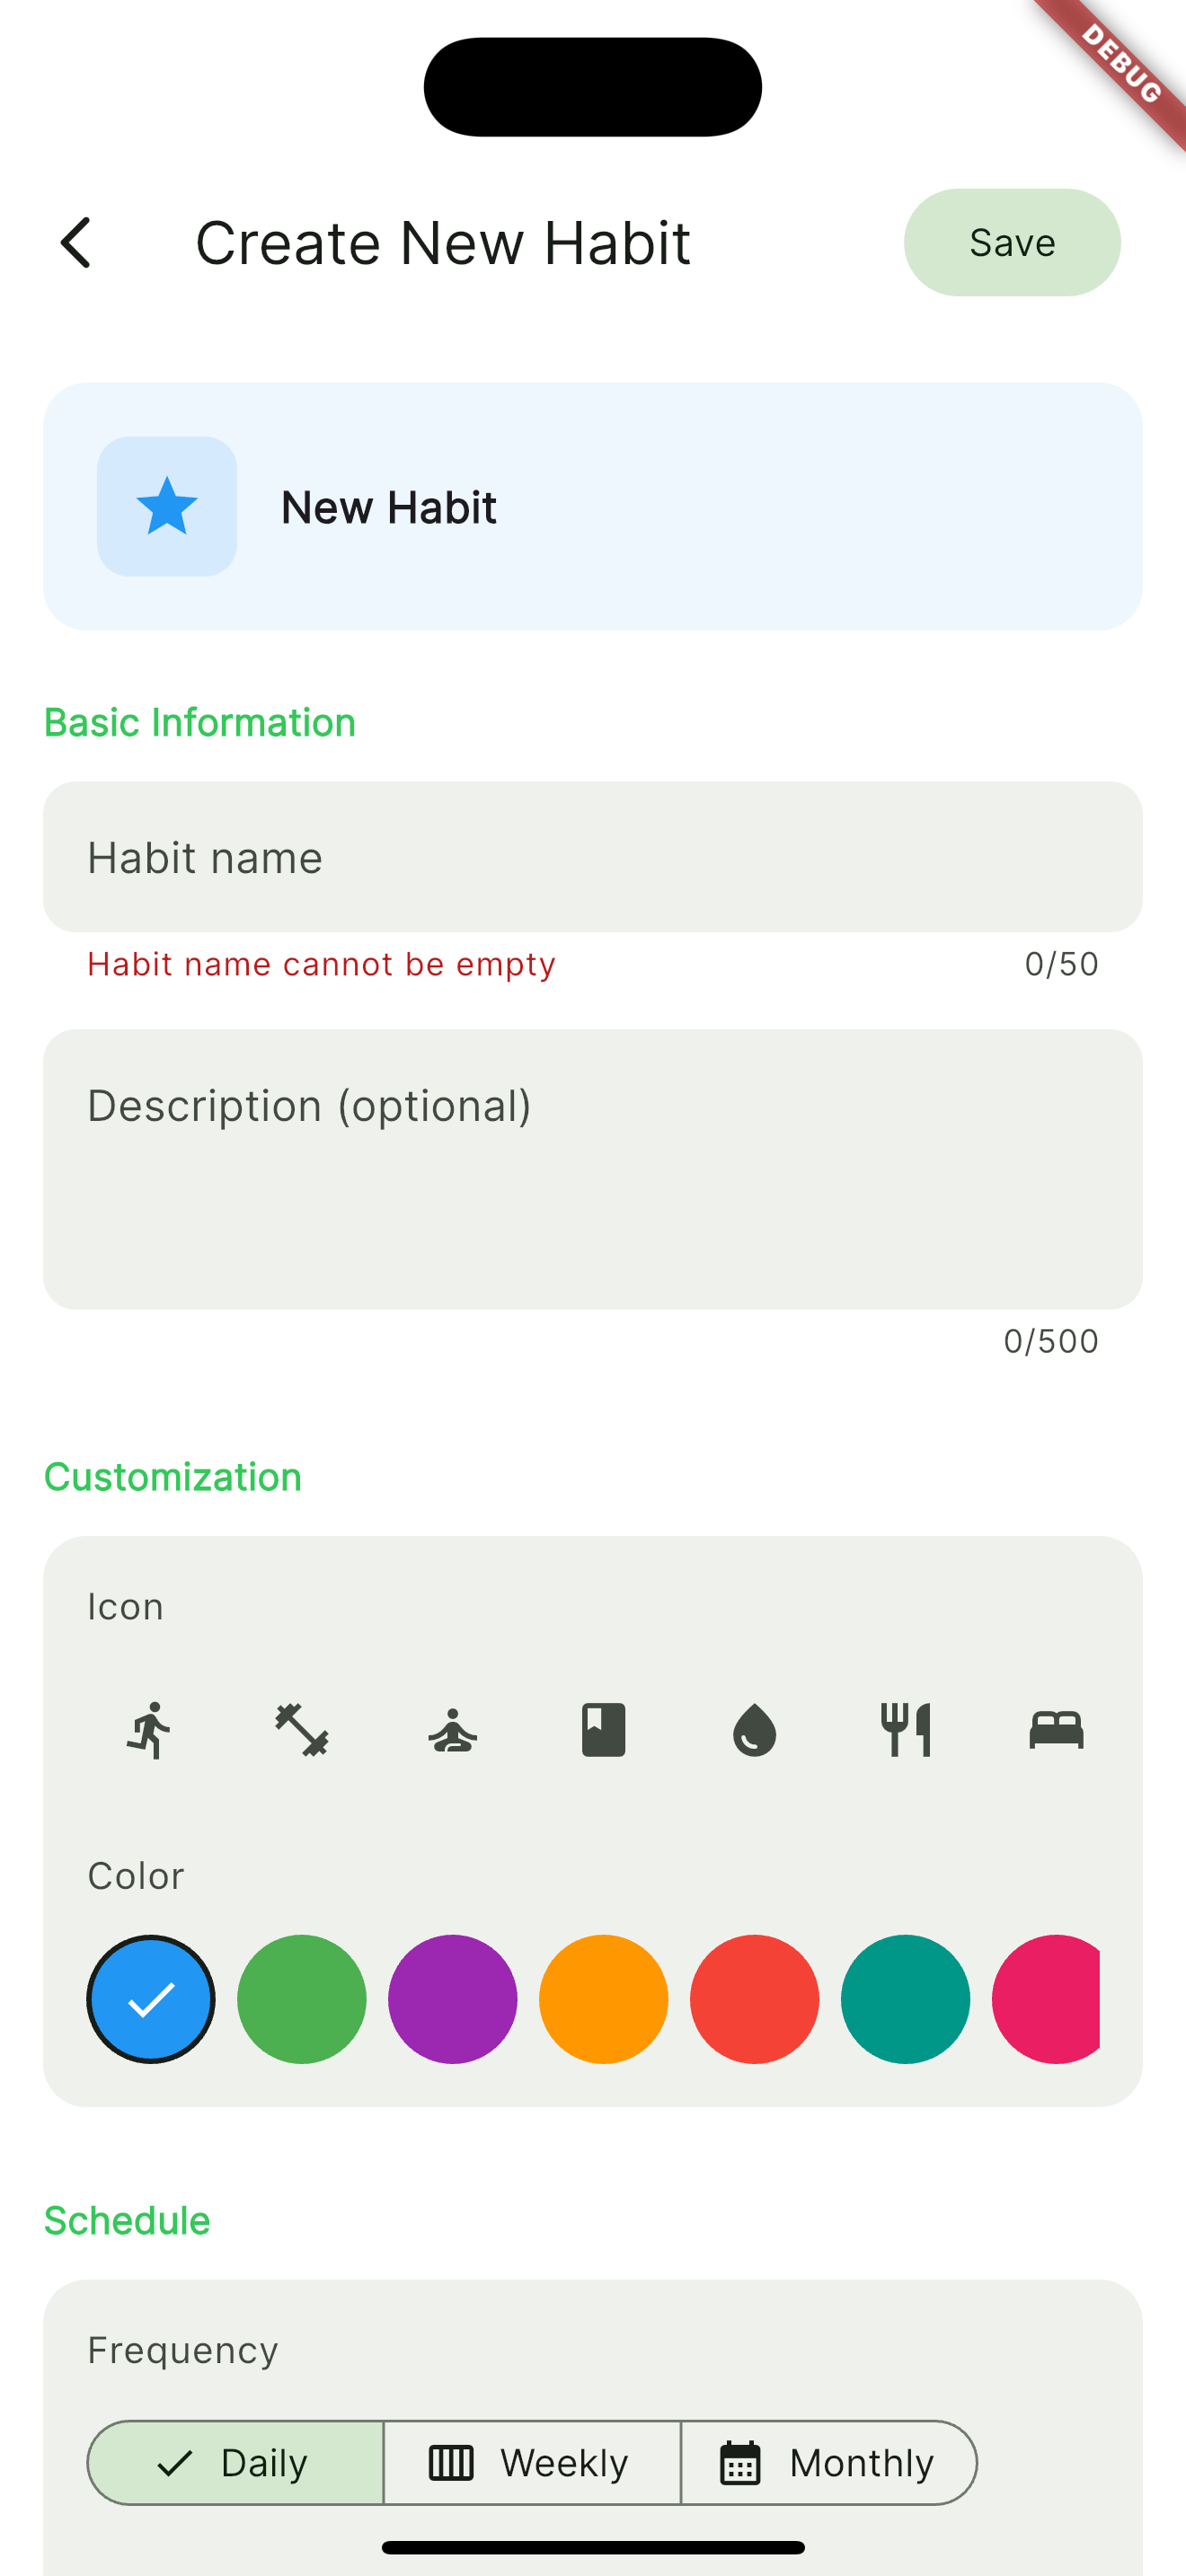 DEBUG
Create New Habit
Save
New Habit
Basic Information
Habit name
Habit name cannot be empty 0/50
Description (optional)
0/500
Customization
Icon
Color
Schedule
Frequency
Daily Weekly Monthly